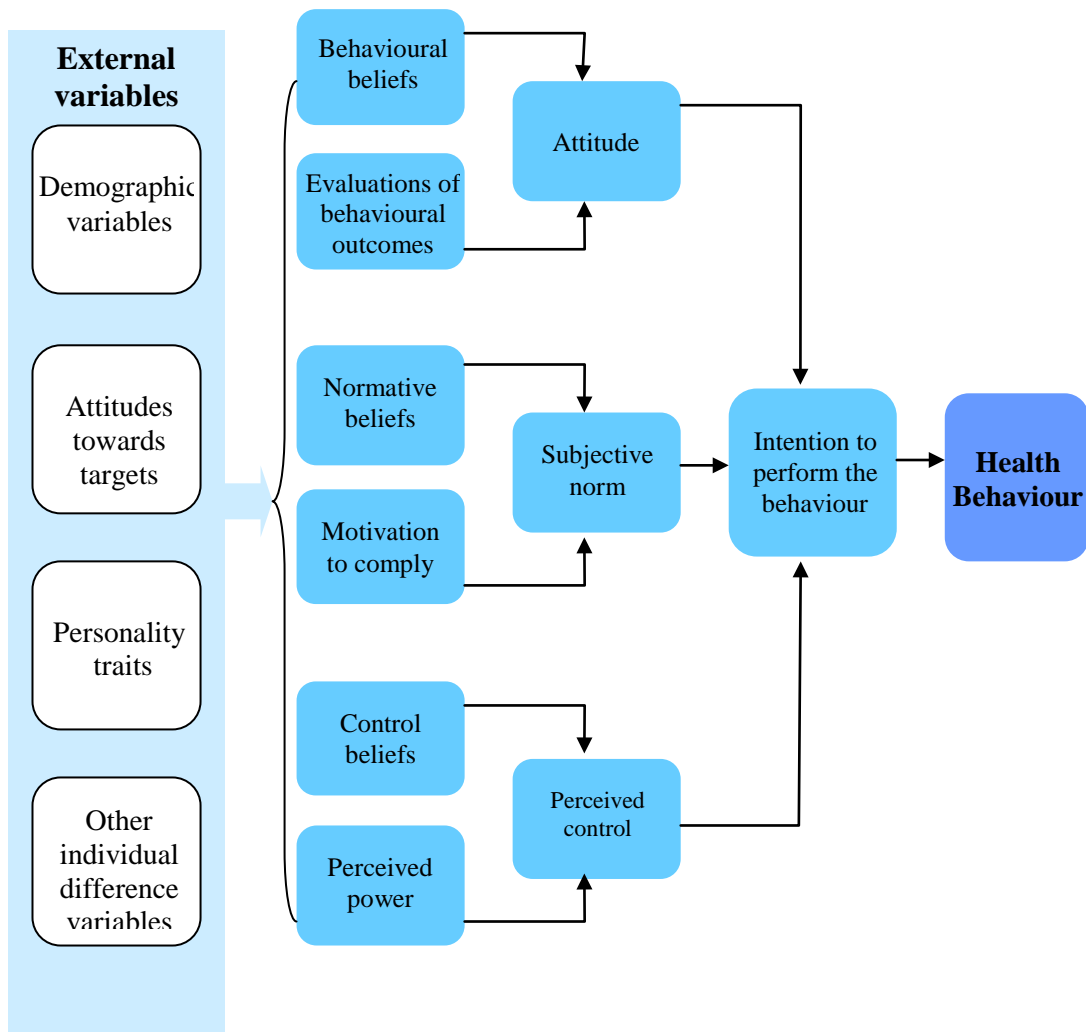 External
variables
Demographic
variables
Attitudes
towards
targets
Personality
traits
Other
individual
difference
variables
Behavioural
beliefs
Evaluations of
behavioural
outcomes
Normative
beliefs
Motivation
to comply
Control
beliefs
Perceived
power
Attitude
Subjective
norm
Perceived
control
Intention to
perform the
behaviour
Health
Behaviour